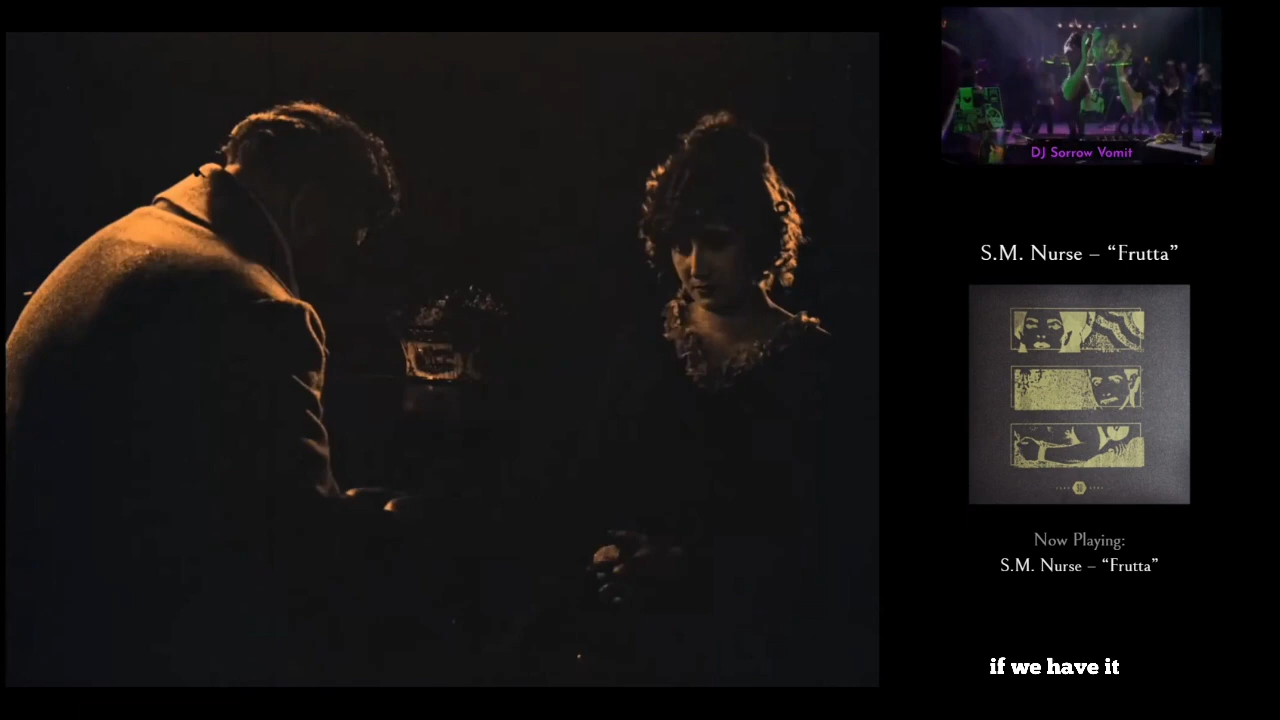 DJ Sorrow Vomit
S.M. Nurse – “Frutta”
Now Playing:
S.M. Nurse – “Frutta”
if we have it